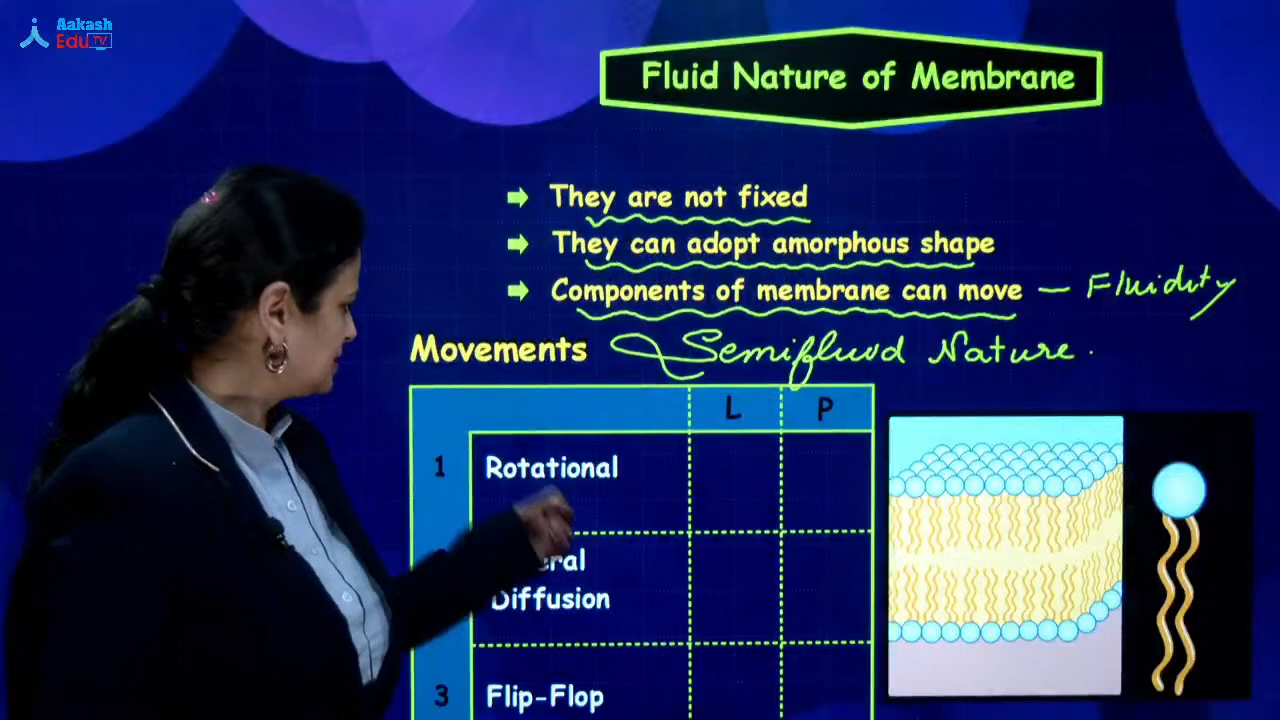 Aakash
Edu TV
Fluid Nature of Membrane
They are not fixed
They can adopt amorphous shape
Components of membrane can move — Fluidity
Movements Semifluid Nature.
L P
1 Rotational
Diffusion
3 Flip-Flop